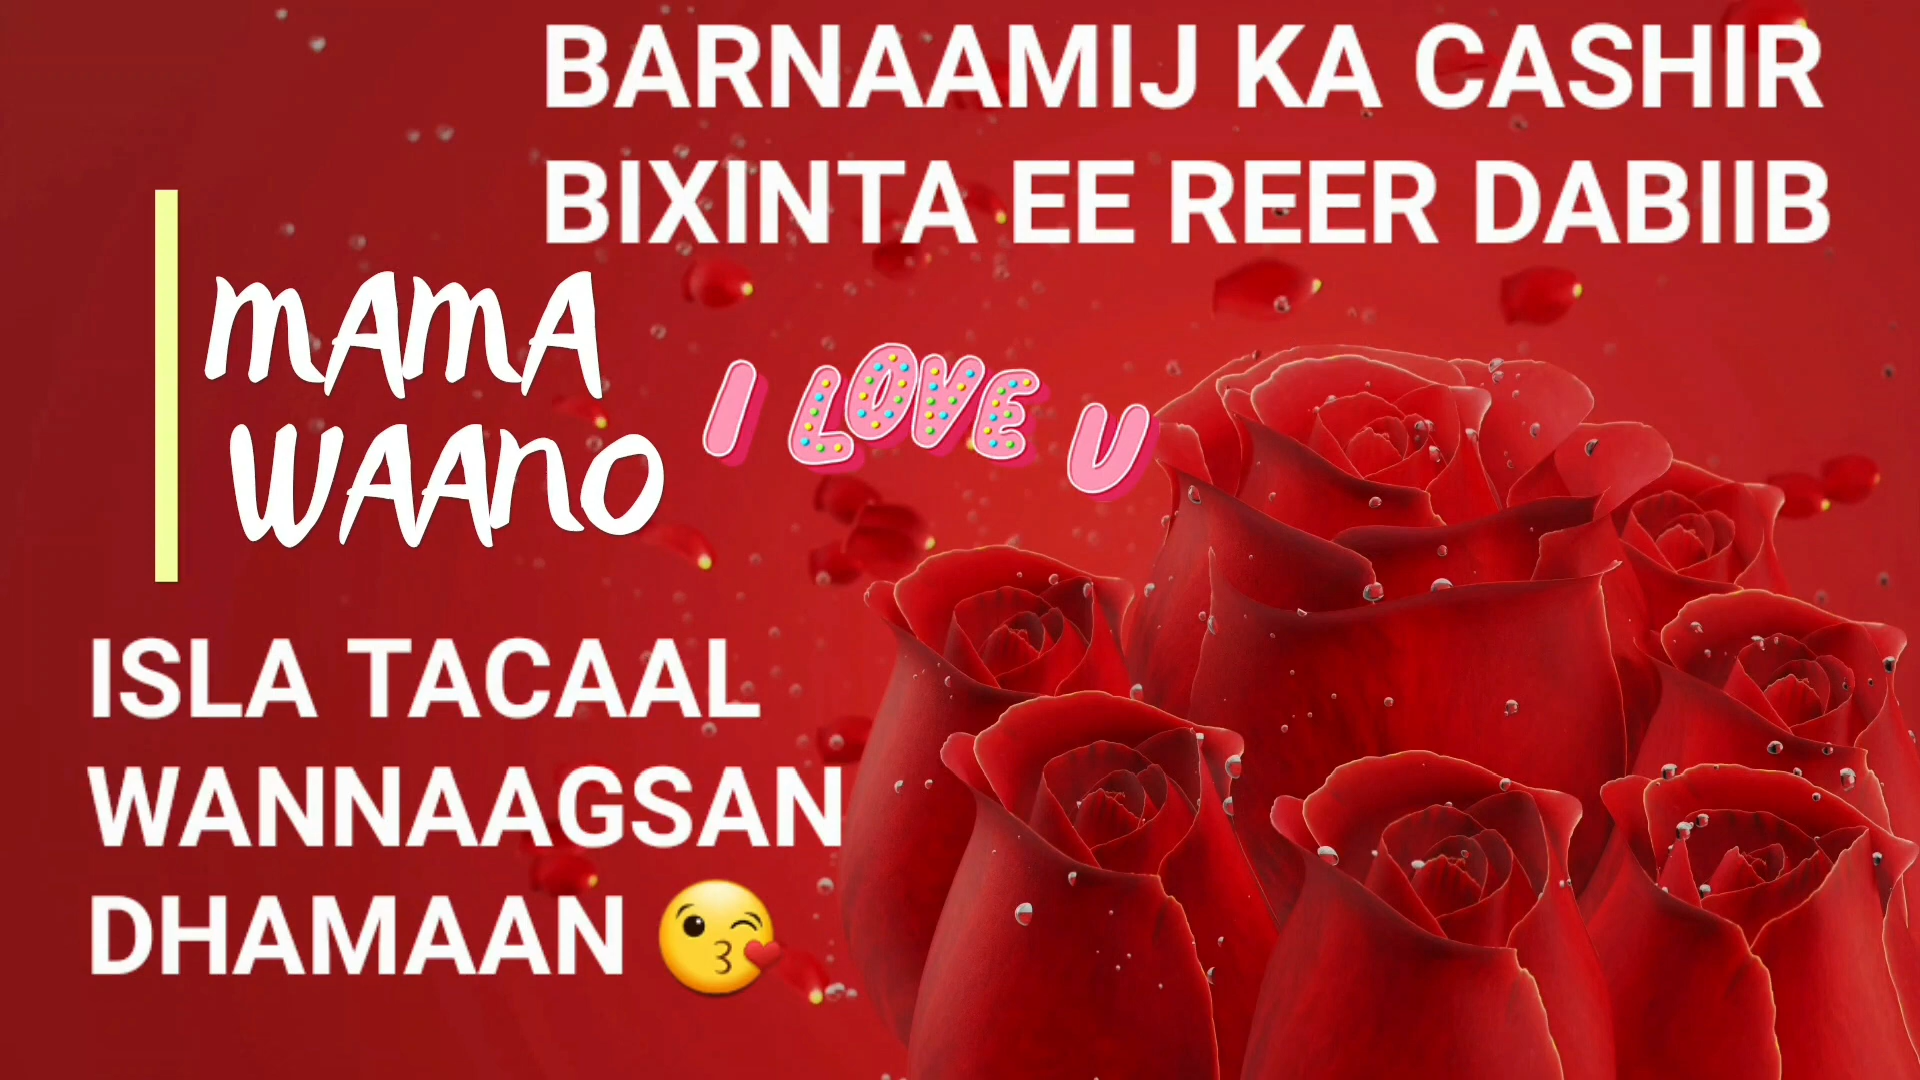 BARNAAMIJ KA CASHIR
BIXINTA EE REER DABIIB
MAMA
WAANO
I LOVE U
ISLA TACAAL
WANNAAGSAN
DHAMAAN 😘